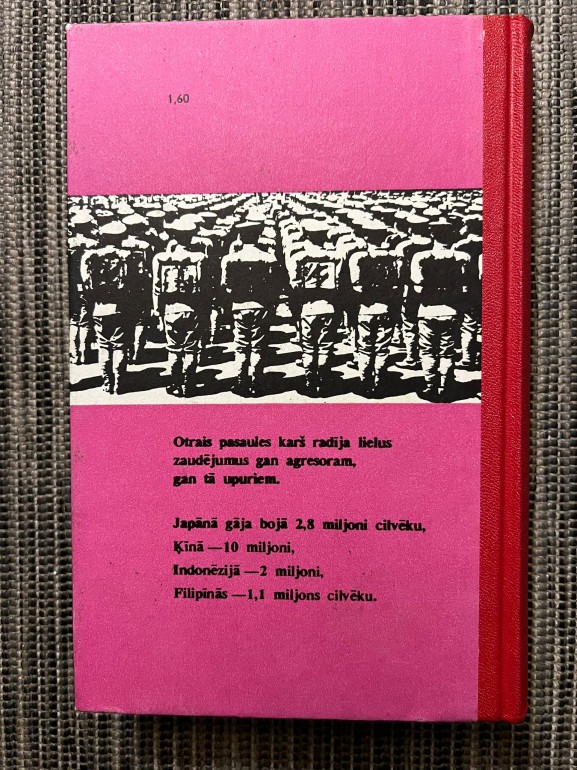 1,60
Otrais pasaules karš radīja lielus
zaudējumus gan agresoram,
gan tā upuriem.
Japānā gāja bojā 2,8 miljoni cilvēku,
Ķīnā —10 miljoni,
Indonēzijā —2 miljoni,
Filipīnās —1,1 miljons cilvēku.